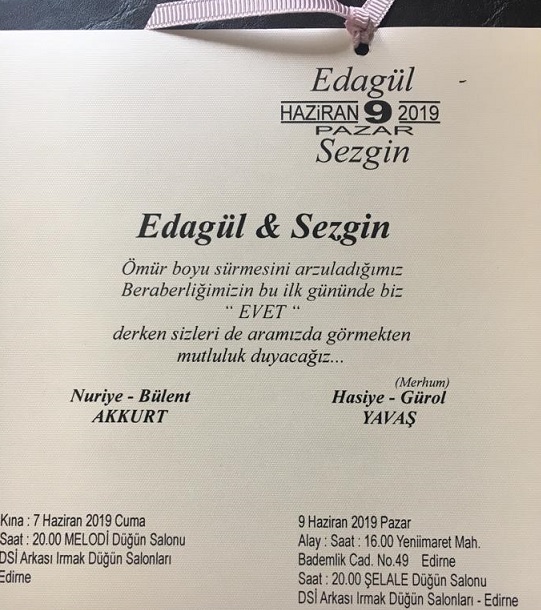 Edagül
HAZiRAN 9 2019
PAZAR
Sezgin
Edagül & Sezgin
Ömür boyu sürmesini arzuladığımız
Beraberliğimizin bu ilk gününde biz
“ EVET “
derken sizleri de aramızda görmekten
mutluluk duyacağız...
Nuriye - Bülent
AKKURT
(Merhum)
Hasiye - Gürol
YAVAŞ
Kına : 7 Haziran 2019 Cuma
Saat : 20.00 MELODİ Düğün Salonu
DSİ Arkası Irmak Düğün Salonları
Edirne
9 Haziran 2019 Pazar
Alay : Saat : 16.00 Yeniimaret Mah.
Bademlik Cad. No.49 Edirne
Saat : 20.00 ŞELALE Düğün Salonu
DSİ Arkası Irmak Düğün Salonları - Edirne